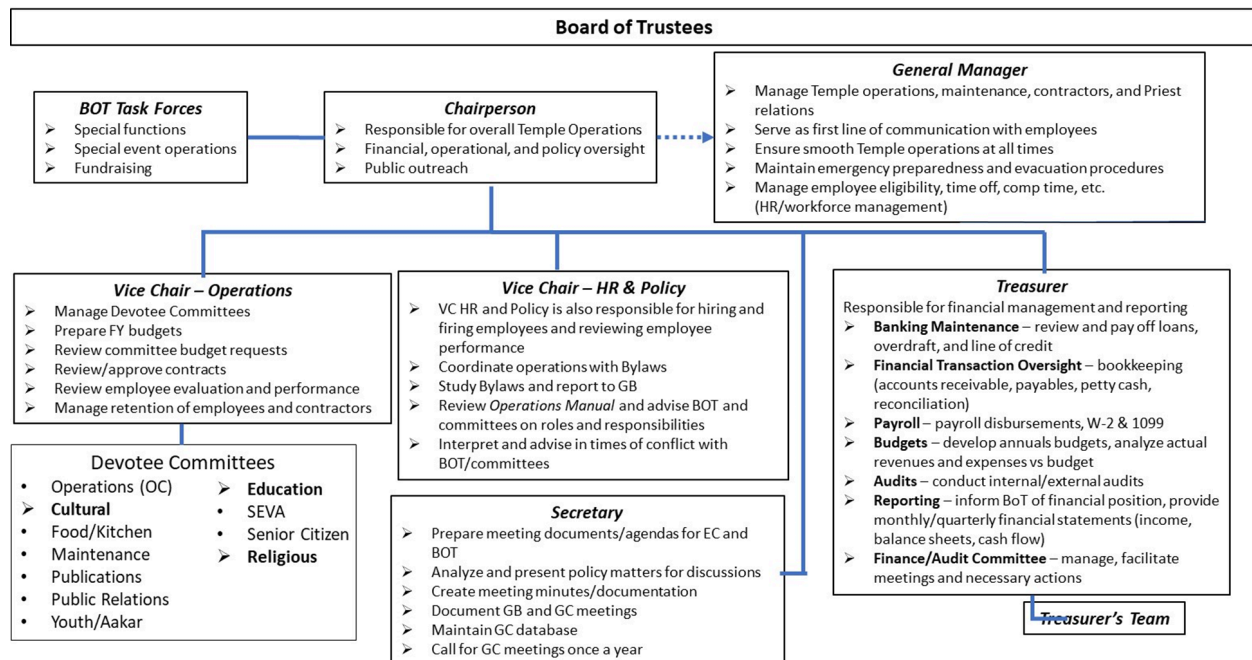 Board of Trustees
BOT Task Forces
➢ Special functions
➢ Special event operations
➢ Fundraising
Chairperson
➢ Responsible for overall Temple Operations
➢ Financial, operational, and policy oversight
➢ Public outreach
General Manager
➢ Manage Temple operations, maintenance, contractors, and Priest
relations
➢ Serve as first line of communication with employees
➢ Ensure smooth Temple operations at all times
➢ Maintain emergency preparedness and evacuation procedures
➢ Manage employee eligibility, time off, comp time, etc.
(HR/workforce management)
Vice Chair – Operations
➢ Manage Devotee Committees
➢ Prepare FY budgets
➢ Review committee budget requests
➢ Review/approve contracts
➢ Review employee evaluation and performance
➢ Manage retention of employees and contractors
Devotee Committees
• Operations (OC)
➢ Cultural
• Food/Kitchen
• Maintenance
• Publications
• Public Relations
• Youth/Aakar
➢ Education
• SEVA
• Senior Citizen
➢ Religious
Vice Chair – HR & Policy
➢ VC HR and Policy is also responsible for hiring and
firing employees and reviewing employee
performance
➢ Coordinate operations with Bylaws
➢ Study Bylaws and report to GB
➢ Review Operations Manual and advise BOT and
committees on roles and responsibilities
➢ Interpret and advise in times of conflict with
BOT/committees
Secretary
➢ Prepare meeting documents/agendas for EC and
BOT
➢ Analyze and present policy matters for discussions
➢ Create meeting minutes/documentation
➢ Document GB and GC meetings
➢ Maintain GC database
➢ Call for GC meetings once a year
Treasurer
Responsible for financial management and reporting
➢ Banking Maintenance – review and pay off loans,
overdraft, and line of credit
➢ Financial Transaction Oversight – bookkeeping
(accounts receivable, payables, petty cash,
reconciliation)
➢ Payroll – payroll disbursements, W-2 & 1099
➢ Budgets – develop annuals budgets, analyze actual
revenues and expenses vs budget
➢ Audits – conduct internal/external audits
➢ Reporting – inform BoT of financial position, provide
monthly/quarterly financial statements (income,
balance sheets, cash flow)
➢ Finance/Audit Committee – manage, facilitate
meetings and necessary actions
Treasurer's Team